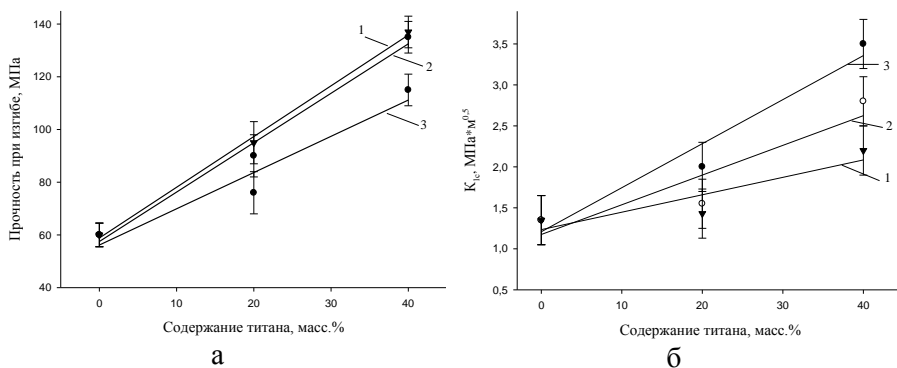 Прочность при изгибе, МПа
140
120
100
80
60
40
0 10 20 30 40
Содержание титана, масс.%
1
2
3
а
K1c, МПа*м0.5
3,5
3,0
2,5
2,0
1,5
1,0
0,5
0 10 20 30 40
Содержание титана, масс.%
3
2
1
б